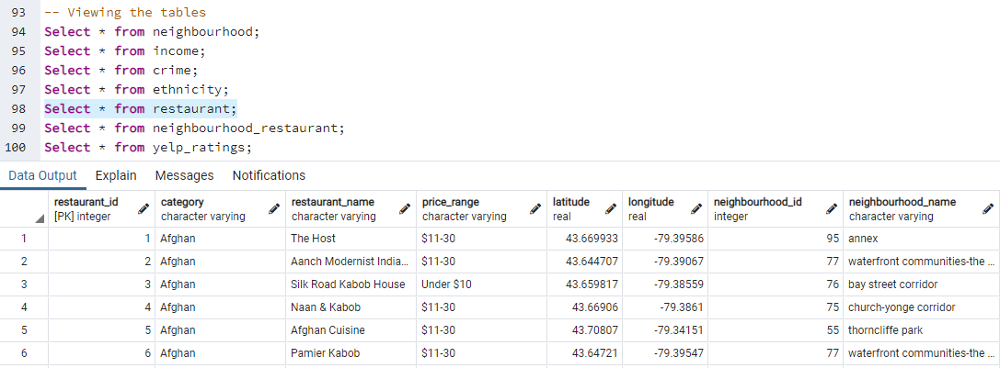 93 -- Viewing the tables
94 Select * from neighbourhood;
95 Select * from income;
96 Select * from crime;
97 Select * from ethnicity;
98 Select * from restaurant;
99 Select * from neighbourhood_restaurant;
100 Select * from yelp_ratings;
Data Output Explain Messages Notifications
restaurant_id category restaurant_name price_range latitude longitude neighbourhood_id neighbourhood_name
[PK] integer character varying character varying character varying real real integer character varying
1 1 Afghan The Host $11-30 43.669933 -79.39586 95 annex
2 2 Afghan Aanch Modernist India... $11-30 43.644707 -79.39067 77 waterfront communities-the ...
3 3 Afghan Silk Road Kabob House Under $10 43.659817 -79.38559 76 bay street corridor
4 4 Afghan Naan & Kabob $11-30 43.66906 -79.3861 75 church-yonge corridor
5 5 Afghan Afghan Cuisine $11-30 43.70807 -79.34151 55 thorncliffe park
6 6 Afghan Pamier Kabob $11-30 43.64721 -79.39547 77 waterfront communities-the ...